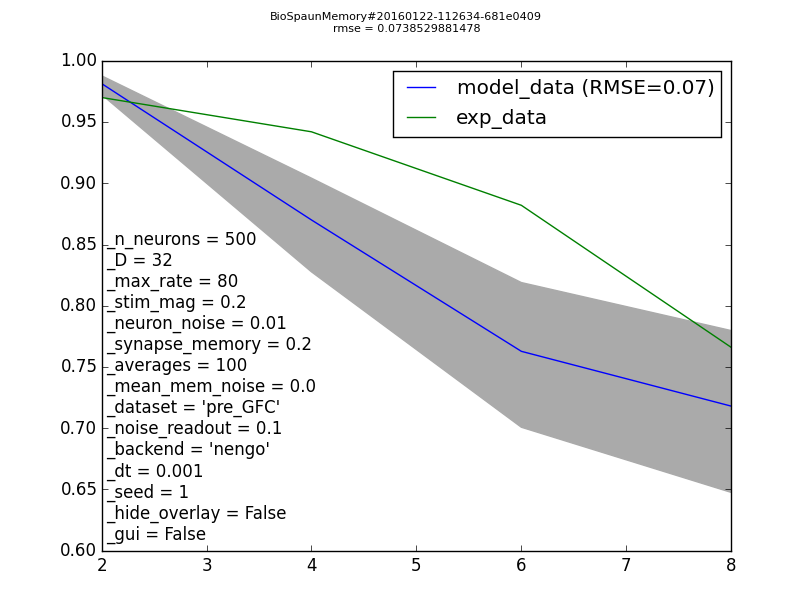 BioSpaunMemory#20160122-112634-681e0409
rmse = 0.0738529881478
1.00
0.95
0.90
0.85
0.80
0.75
0.70
0.65
0.60
model_data (RMSE=0.07)
exp_data
_n_neurons = 500
_D = 32
_max_rate = 80
_stim_mag = 0.2
_neuron_noise = 0.01
_synapse_memory = 0.2
_averages = 100
_mean_mem_noise = 0.0
_dataset = 'pre_GFC'
_noise_readout = 0.1
_backend = 'nengo'
_dt = 0.001
_seed = 1
_hide_overlay = False
_gui = False
2 3 4 5 6 7 8